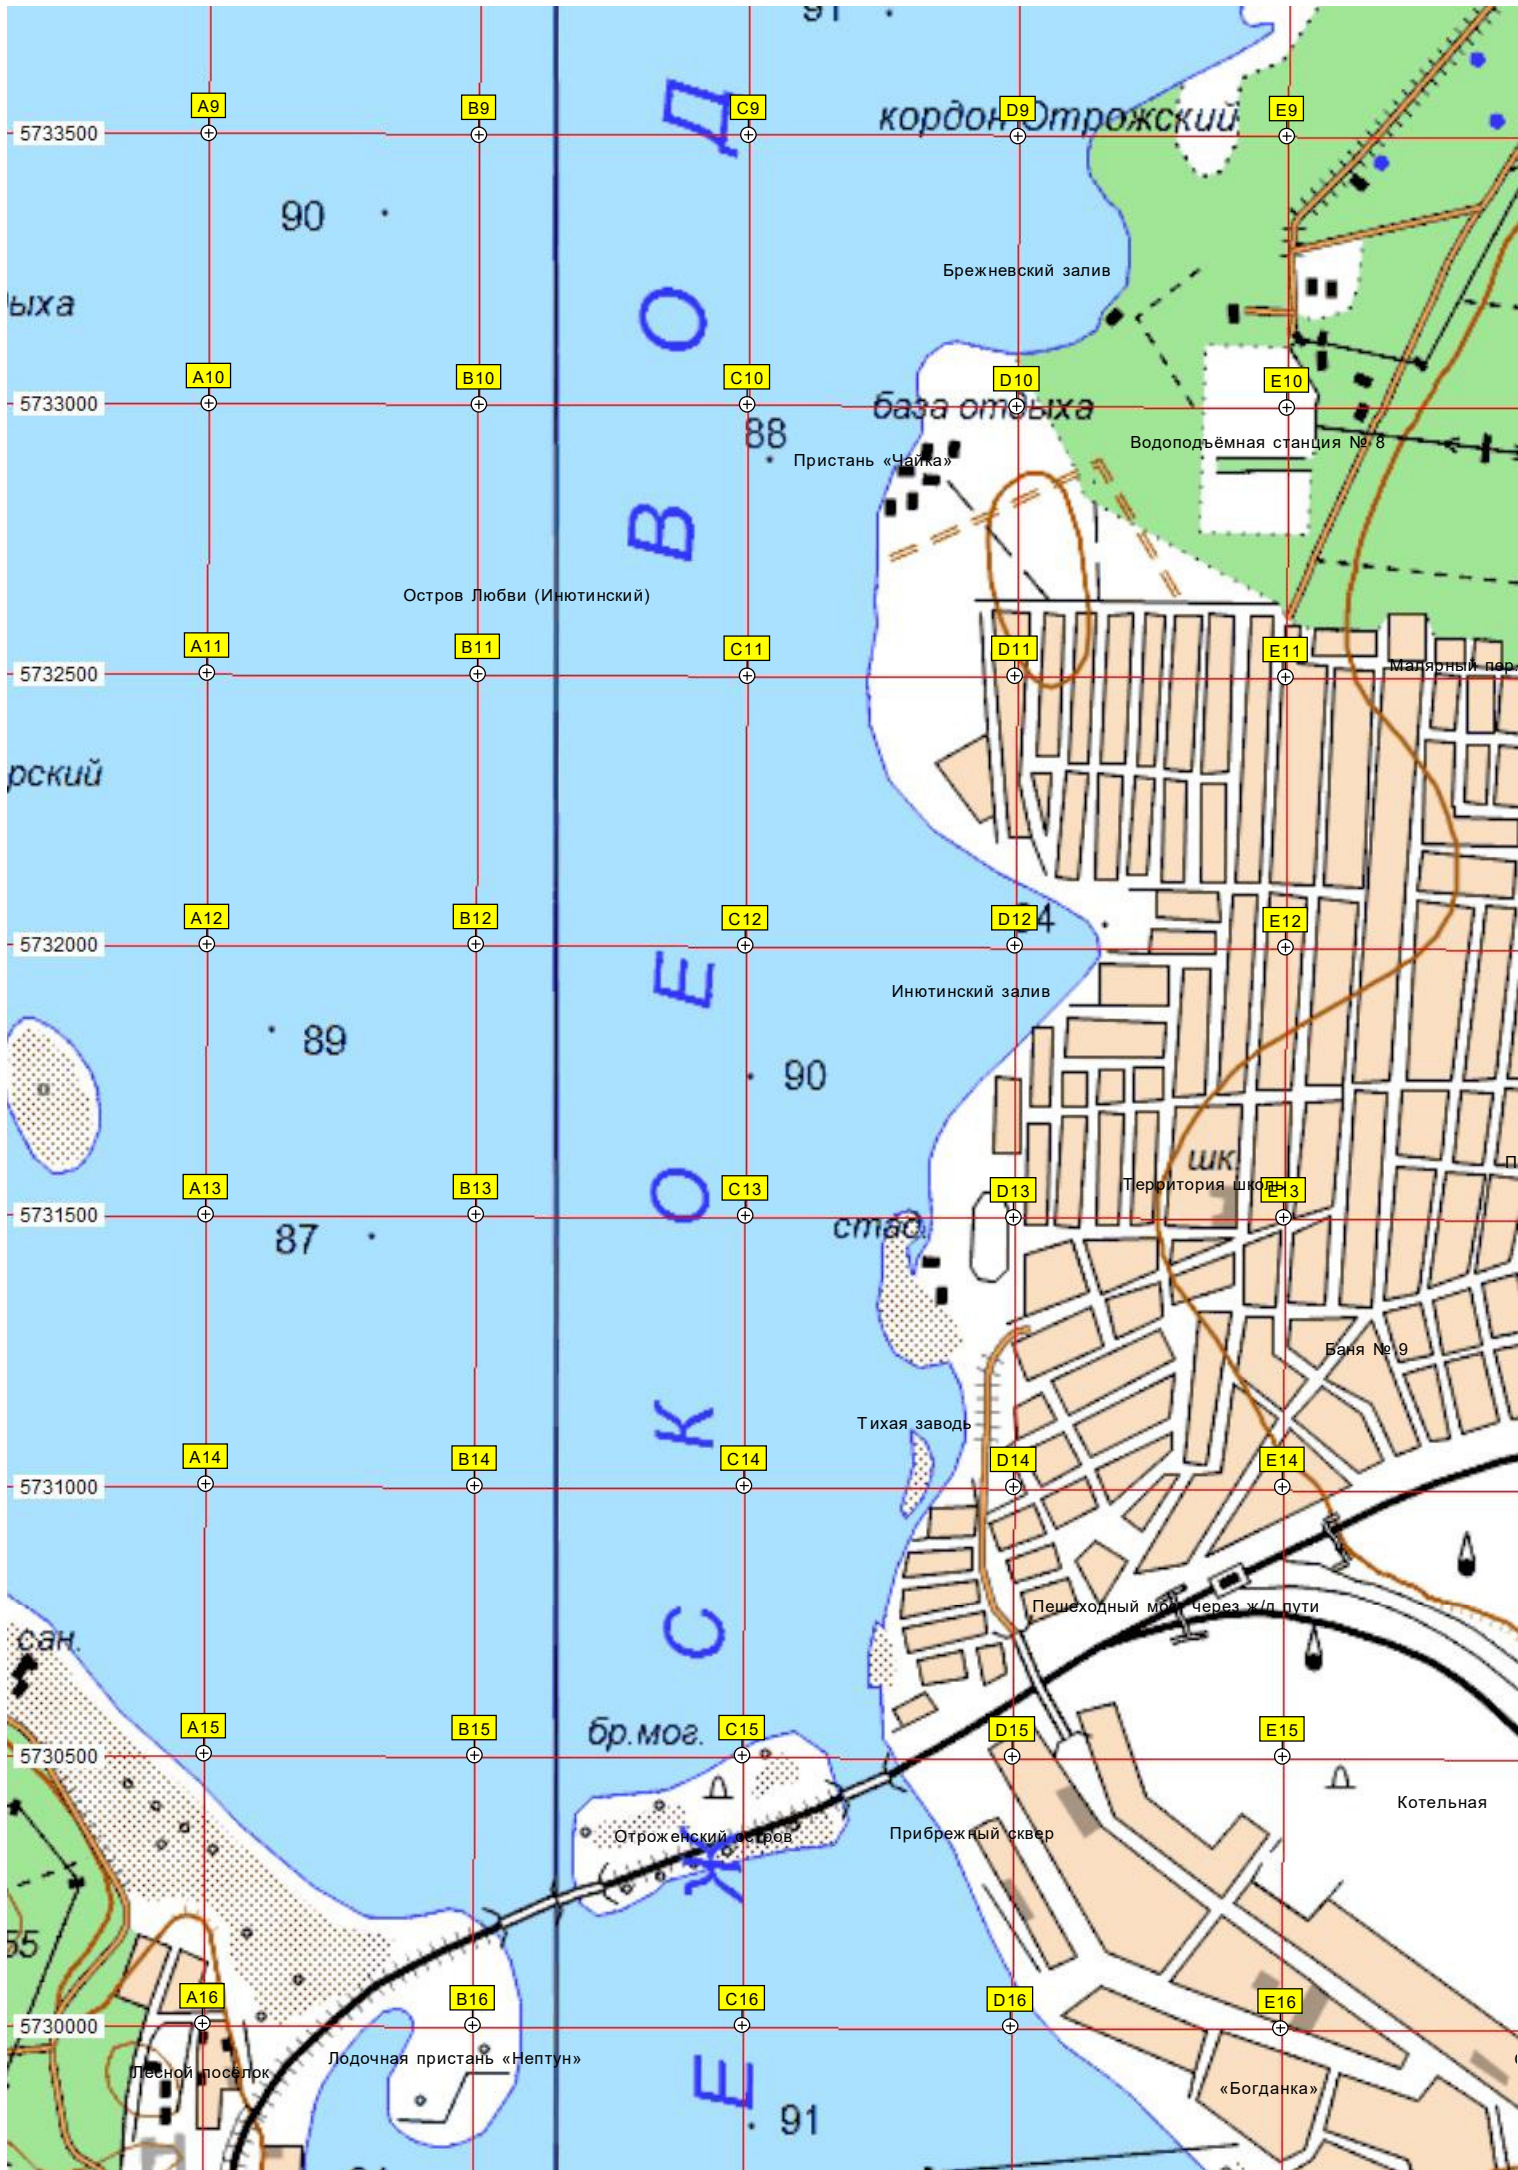 91
A9
B9
C9
D9
E9
кордон Отрожский
5733500
Д
90
Брежневский залив
ыха
О
A10
B10
C10
D10
E10
5733000
база отдыха
88
Водоподъёмная станция № 8
Пристань «Чайка»
В
Остров Любви (Инютинский)
A11
B11
C11
D11
E11
5732500
Малярный пер.
рский
A12
B12
C12
D12
E12
5732000
Е
Инютинский залив
89
90
шк.
A13
B13
C13
D13
Территория школы
E13
5731500
О
стад.
87
Баня № 9
К
Тихая заводь
A14
B14
C14
D14
E14
5731000
Пешеходный мост через ж/д пути
С
сан.
A15
B15
C15
D15
E15
бр.мог.
5730500
Котельная
Отроженский остров
Прибрежный сквер
Ж
55
A16
B16
C16
D16
E16
5730000
Лесной посёлок
Лодочная пристань «Нептун»
«Богданка»
Е
91